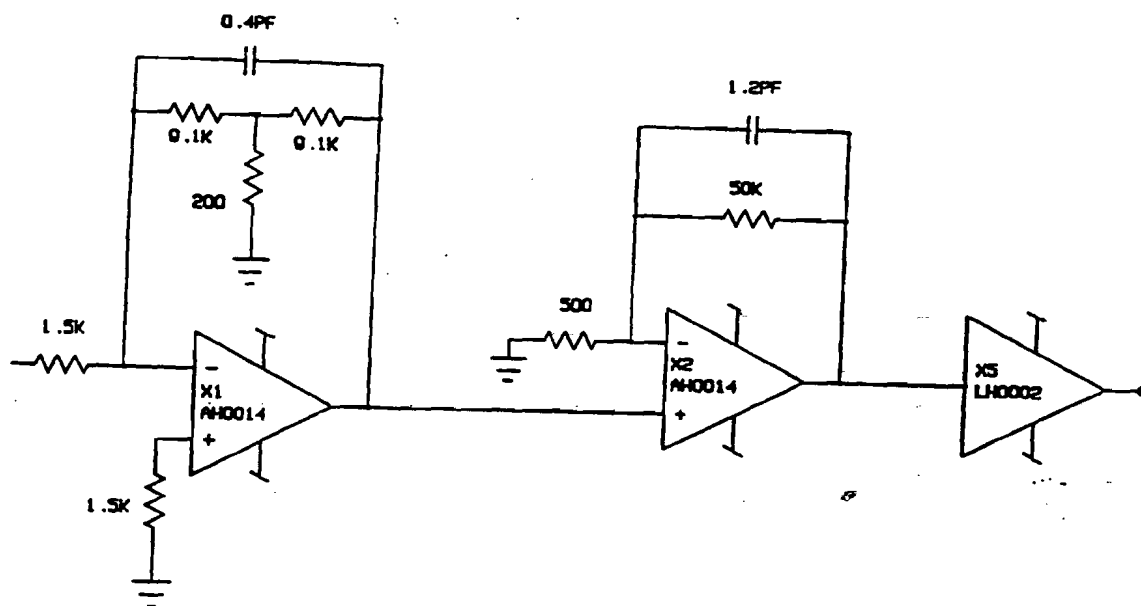 0.4PF
9.1K
9.1K
200
1.5K
-
X1
AH0014
+
1.5K
1.2PF
50K
500
-
X2
AH0014
+
X5
LH0002